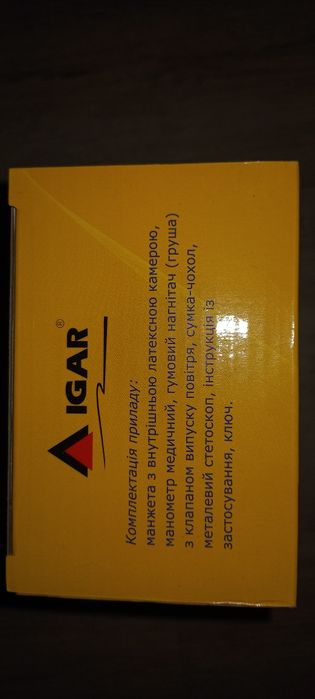 IGAR®
Комплектація приладу:
манжета з внутрішньою латексною камерою,
манометр медичний, гумовий нагнітач (груша)
з клапаном випуску повітря, сумка-чохол,
металевий стетоскоп, інструкція із
застосування, ключ.